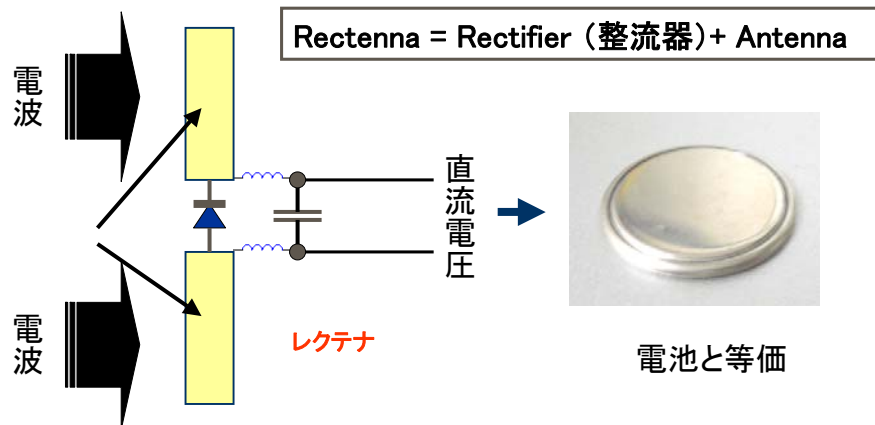 Rectenna = Rectifier （整流器）+ Antenna
電波
直流電圧
電波
レクテナ
電池と等価